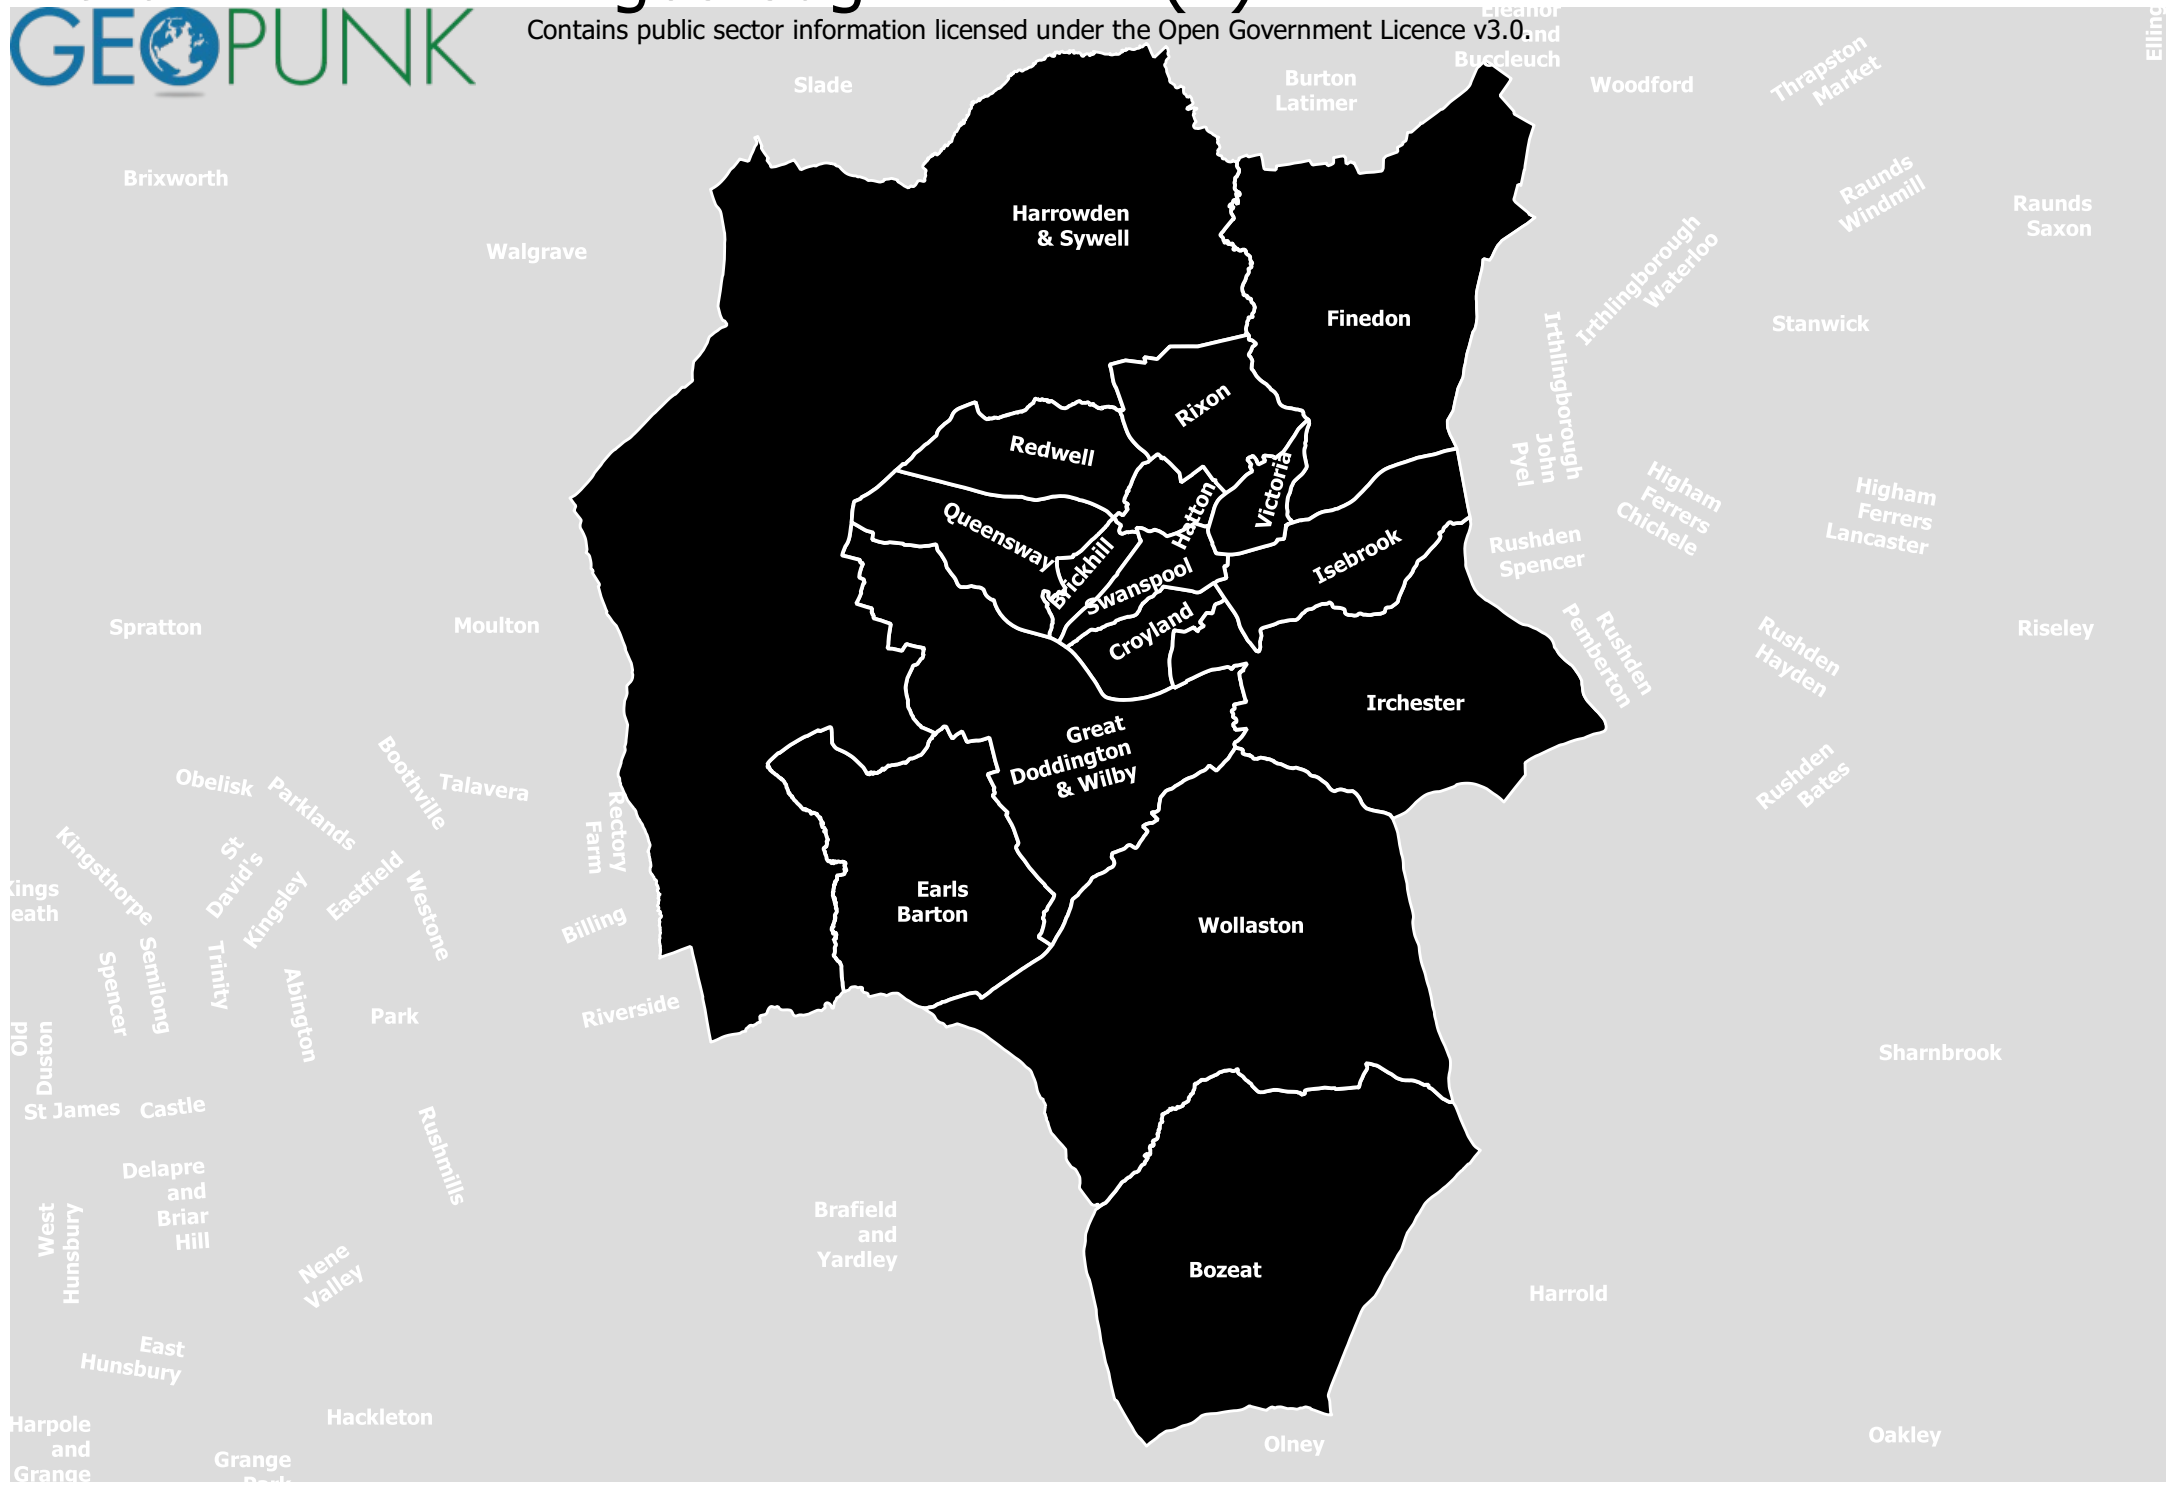 GEOPUNK
Contains public sector information licensed under the Open Government Licence v3.0.
Eleanor
and
Buccleuch
Slade
Burton
Latimer
Woodford
Thrapston
Market
Brixworth
Walgrave
Harrowden
& Sywell
Raunds
Windmill
Raunds
Saxon
Irthlingborough
Waterloo
Finedon
Stanwick
Irthlingborough
John
Pyel
Rixon
Redwell
Victoria
Hatton
Queensway
Brickhill
Swanspool
Croyland
Isebrook
Higham
Ferrers
Chichele
Higham
Ferrers
Lancaster
Rushden
Spencer
Spratton
Moulton
Rushden
Pemberton
Rushden
Hayden
Riseley
Irchester
Great
Doddington
& Wilby
Obelisk
Parklands
Boothville
Talavera
Rectory
Farm
Rushden
Bates
Kingsthorpe
St
David's
Kingsley
Eastfield
Westone
Kings
eath
Billing
Earls
Barton
Wollaston
Spencer
Semilong
Trinity
Abington
Park
Riverside
Old
Duston
Sharnbrook
St James
Castle
Rushmills
Delapre
and
Briar
Hill
West
Hunsbury
Nene
Valley
Brafield
and
Yardley
Bozeat
Harrold
East
Hunsbury
Hackleton
Harpole
and
Grange
Grange
Olney
Oakley